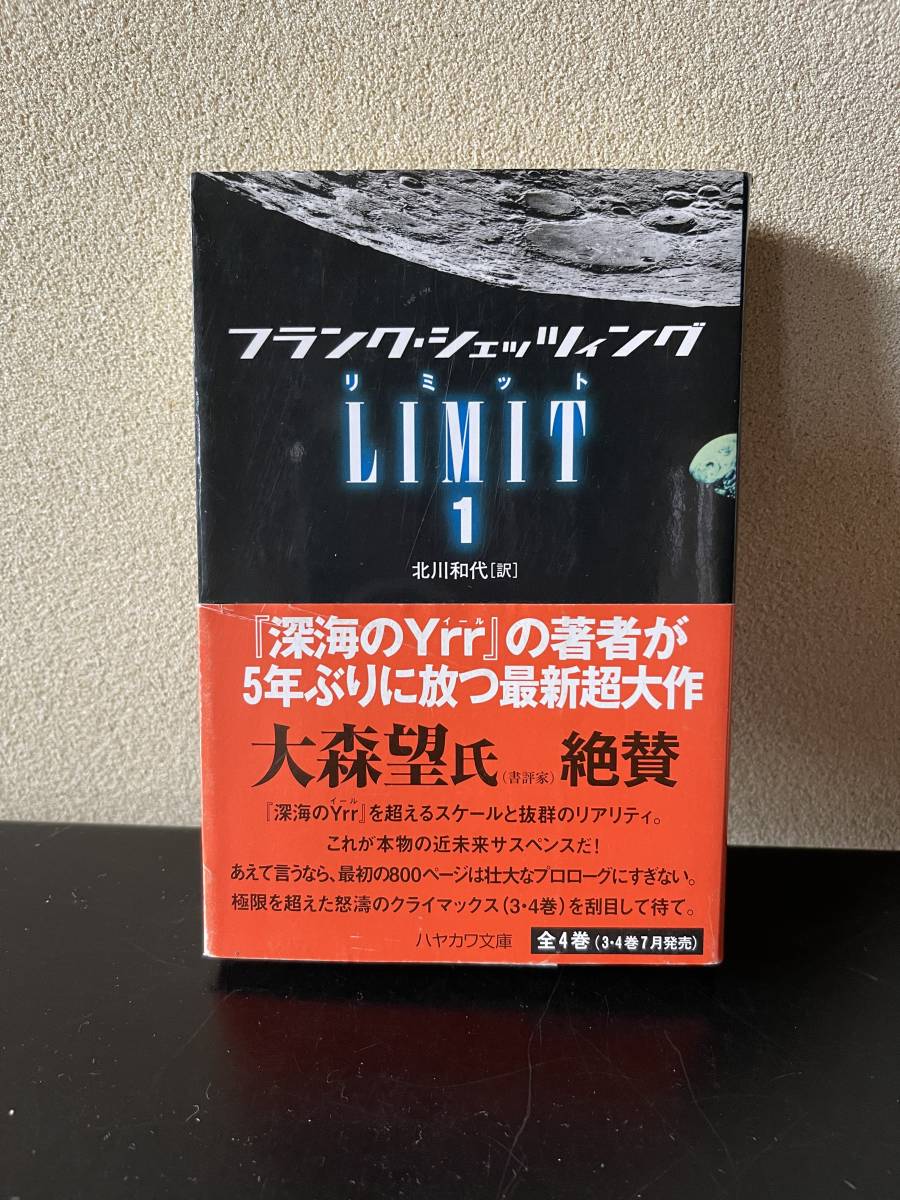 フランク・シェッツィング
リミット
LIMIT
1
北川和代[訳]
イール
『深海のYrr』の著者が
5年ぶりに放つ最新超大作
大森望氏(書評家)絶賛
イール
『深海のYrr』を超えるスケールと抜群のリアリティ。
これが本物の近未来サスペンスだ!
あえて言うなら、最初の800ページは壮大なプロローグにすぎない。
極限を超えた怒濤のクライマックス(3・4巻)を刮目して待て。
ハヤカワ文庫 全4巻(3・4巻7月発売)